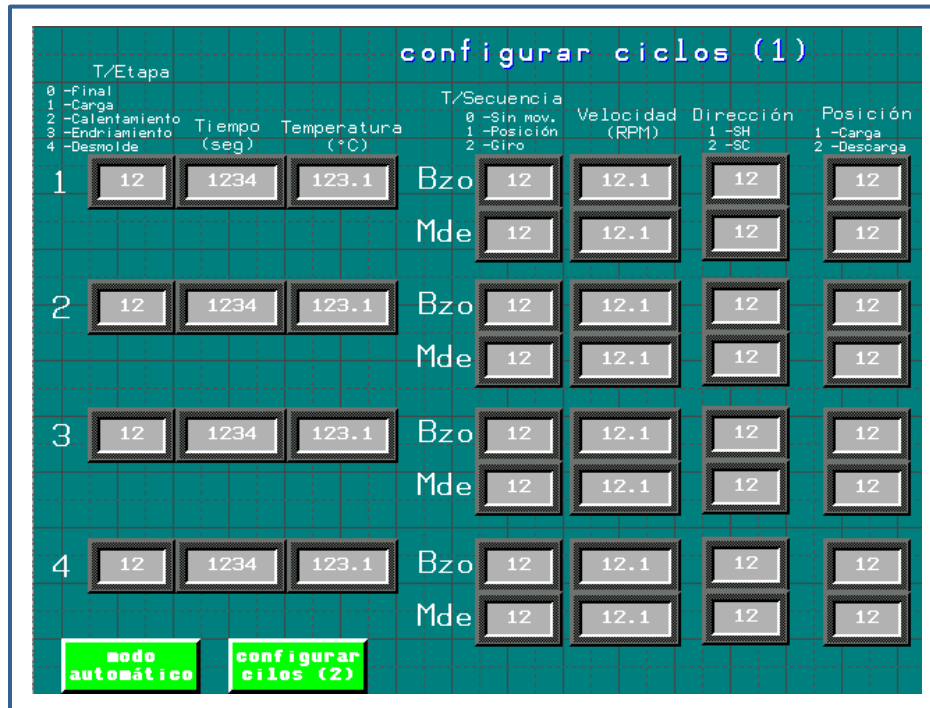 configurar ciclos (1)
T/Etapa
0 -Final
1 -Carga
2 -Calentamiento
3 -Endriamiento
4 -Desmolde
Tiempo
(seg)
Temperatura
(°C)
T/Secuencia
0 -Sin mov.
1 -Posición
2 -Giro
Velocidad
(RPM)
Dirección
1 -SH
2 -SC
Posición
1 -Carga
2 -Descarga
1 12 1234 123.1 Bzo 12 12.1 12 12
Mde 12 12.1 12 12
2 12 1234 123.1 Bzo 12 12.1 12 12
Mde 12 12.1 12 12
3 12 1234 123.1 Bzo 12 12.1 12 12
Mde 12 12.1 12 12
4 12 1234 123.1 Bzo 12 12.1 12 12
Mde 12 12.1 12 12
modo
automático
configurar
cilos (2)